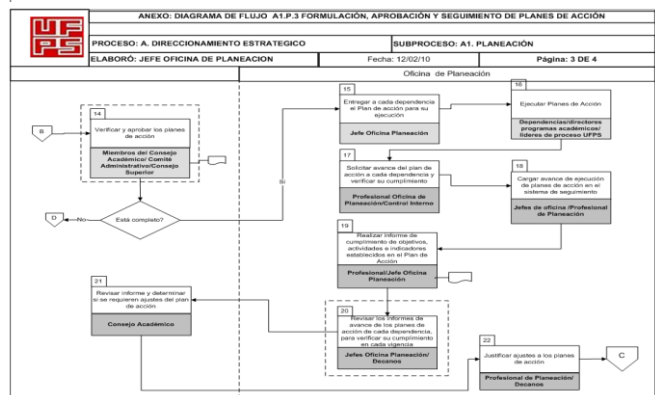 ANEXO: DIAGRAMA DE FLUJO A1.P.3 FORMULACIÓN, APROBACIÓN Y SEGUIMIENTO DE PLANES DE ACCIÓN
UF
PS
PROCESO: A. DIRECCIONAMIENTO ESTRATEGICO
SUBPROCESO: A1. PLANEACIÓN
ELABORÓ: JEFE OFICINA DE PLANEACION
Fecha: 12/02/10
Página: 3 DE 4
Oficina de Planeación
14
Verificar y aprobar los planes
de acción
Miembros del Consejo
Académico/ Comité
Administrativo/Consejo
Superior
B
Está completo?
No
D
Si
15
Entregar a cada dependencia
el Plan de acción para su
ejecución
Jefe Oficina Planeación
16
Ejecutar Planes de Acción
Dependencias/directores
programas académicos/
líderes de proceso UFPS
17
Solicitar avance del plan de
acción a cada dependencia y
verificar su cumplimiento
Profesional Oficina de
Planeación/Control Interno
18
Cargar avance de ejecución
de planes de acción en el
sistema de seguimiento
Jefes de oficina /Profesional
de Planeación
19
Realizar informe de
cumplimiento de objetivos,
actividades e indicadores
establecidos en el Plan de
Acción
Profesional/Jefe Oficina
Planeación
20
Revisar los informes de
avance de los planes de
acción de cada dependencia,
para verificar su cumplimiento
en cada vigencia
Jefes Oficina Planeación/
Decanos
21
Revisar informe y determinar
si se requieren ajustes del plan
de acción
Consejo Académico
22
Justificar ajustes a los planes
de acción
Profesional de Planeación/
Decanos
C